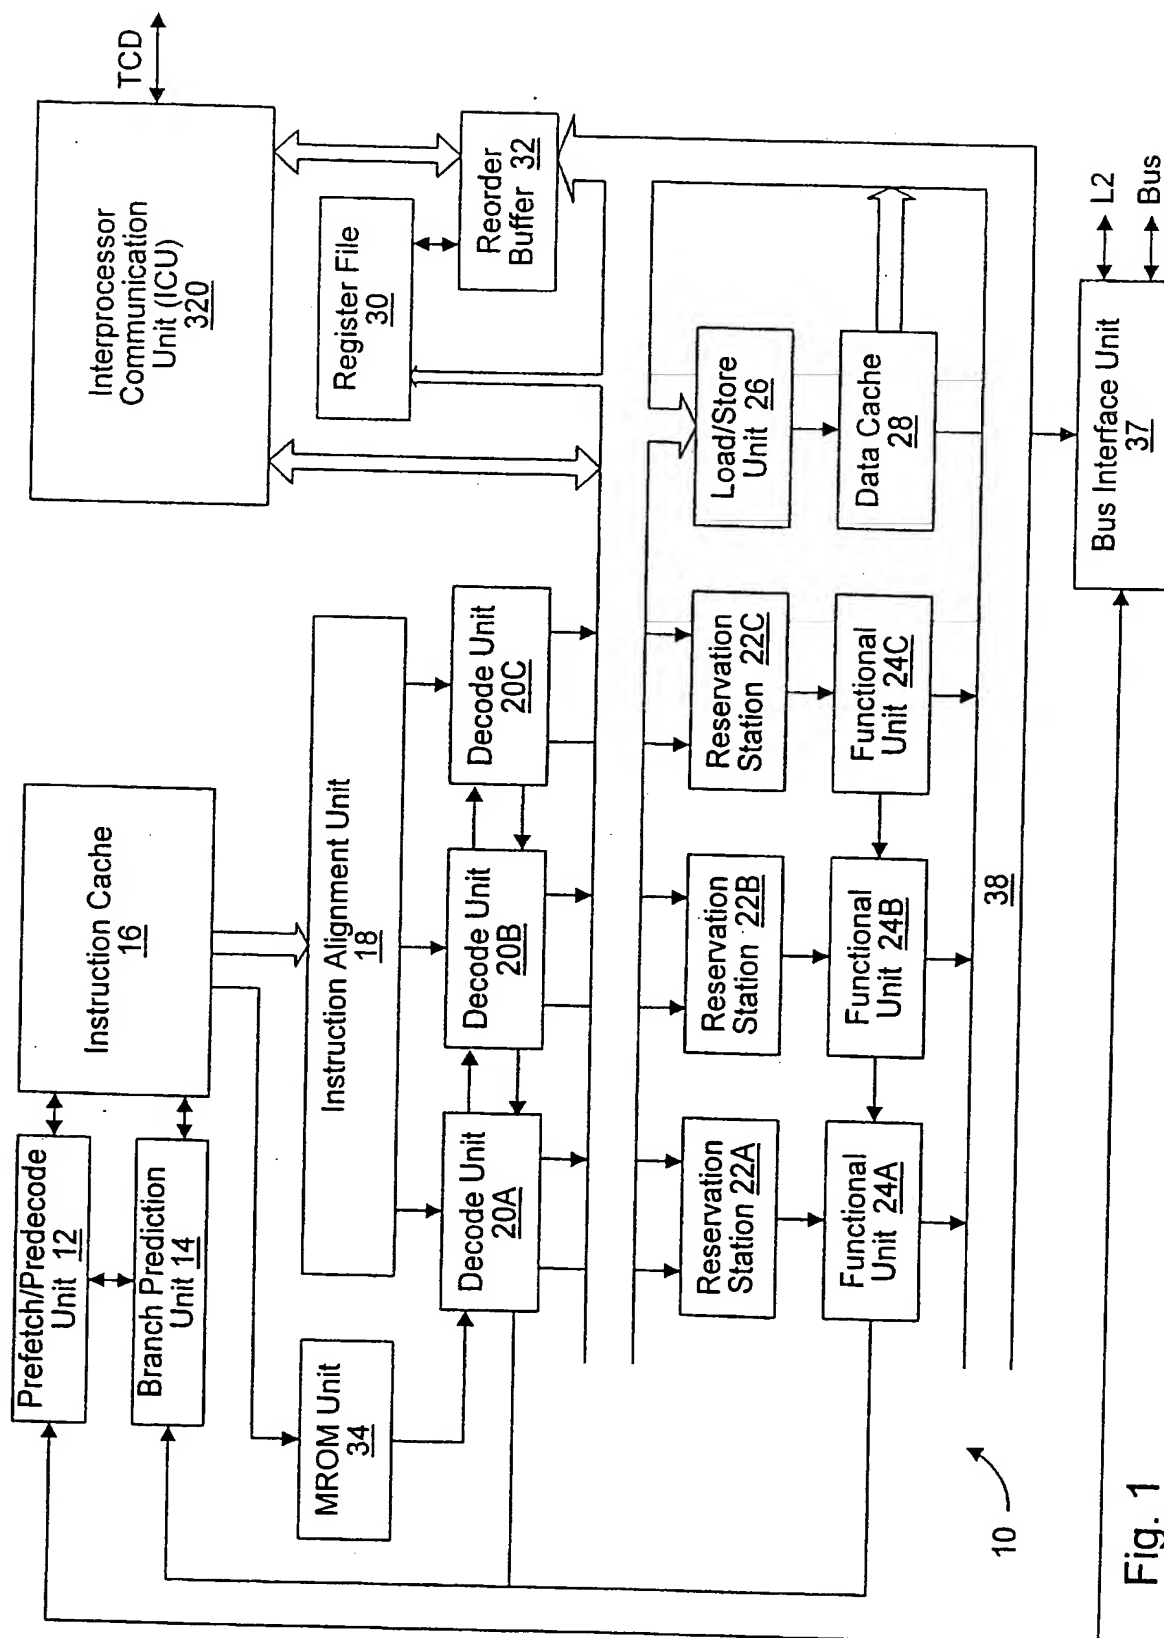 Prefetch/Predecode
Unit 12
Branch Prediction
Unit 14
Instruction Cache
16
Interprocessor
Communication
Unit (ICU)
320
TCD
MROM Unit
34
Instruction Alignment Unit
18
Register File
30
Reorder
Buffer 32
Decode Unit
20A
Decode Unit
20B
Decode Unit
20C
Reservation
Station 22A
Reservation
Station 22B
Reservation
Station 22C
Load/Store
Unit 26
Functional
Unit 24A
Functional
Unit 24B
Functional
Unit 24C
Data Cache
28
38
10
Bus Interface Unit
37
L2
Bus
Fig. 1